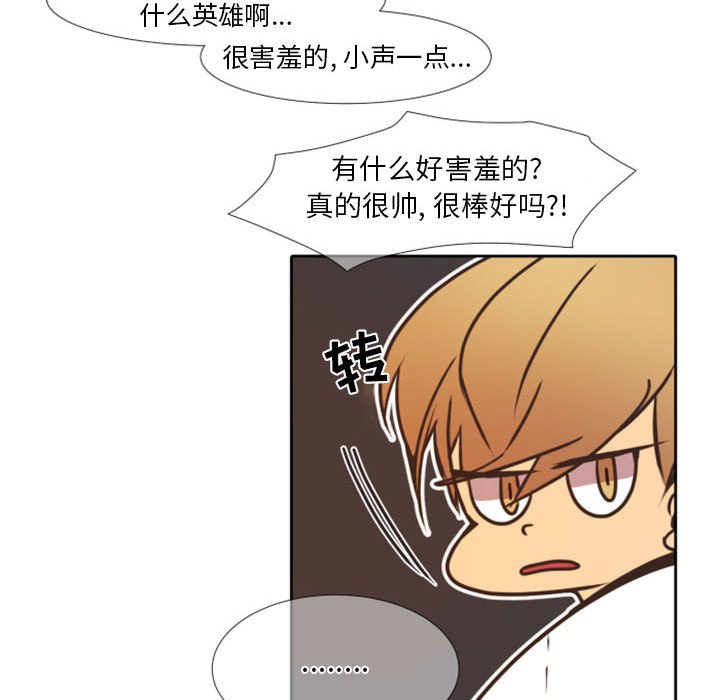 什么英雄啊...
很害羞的, 小声一点...
有什么好害羞的?
真的很帅, 很棒好吗?!
转
........